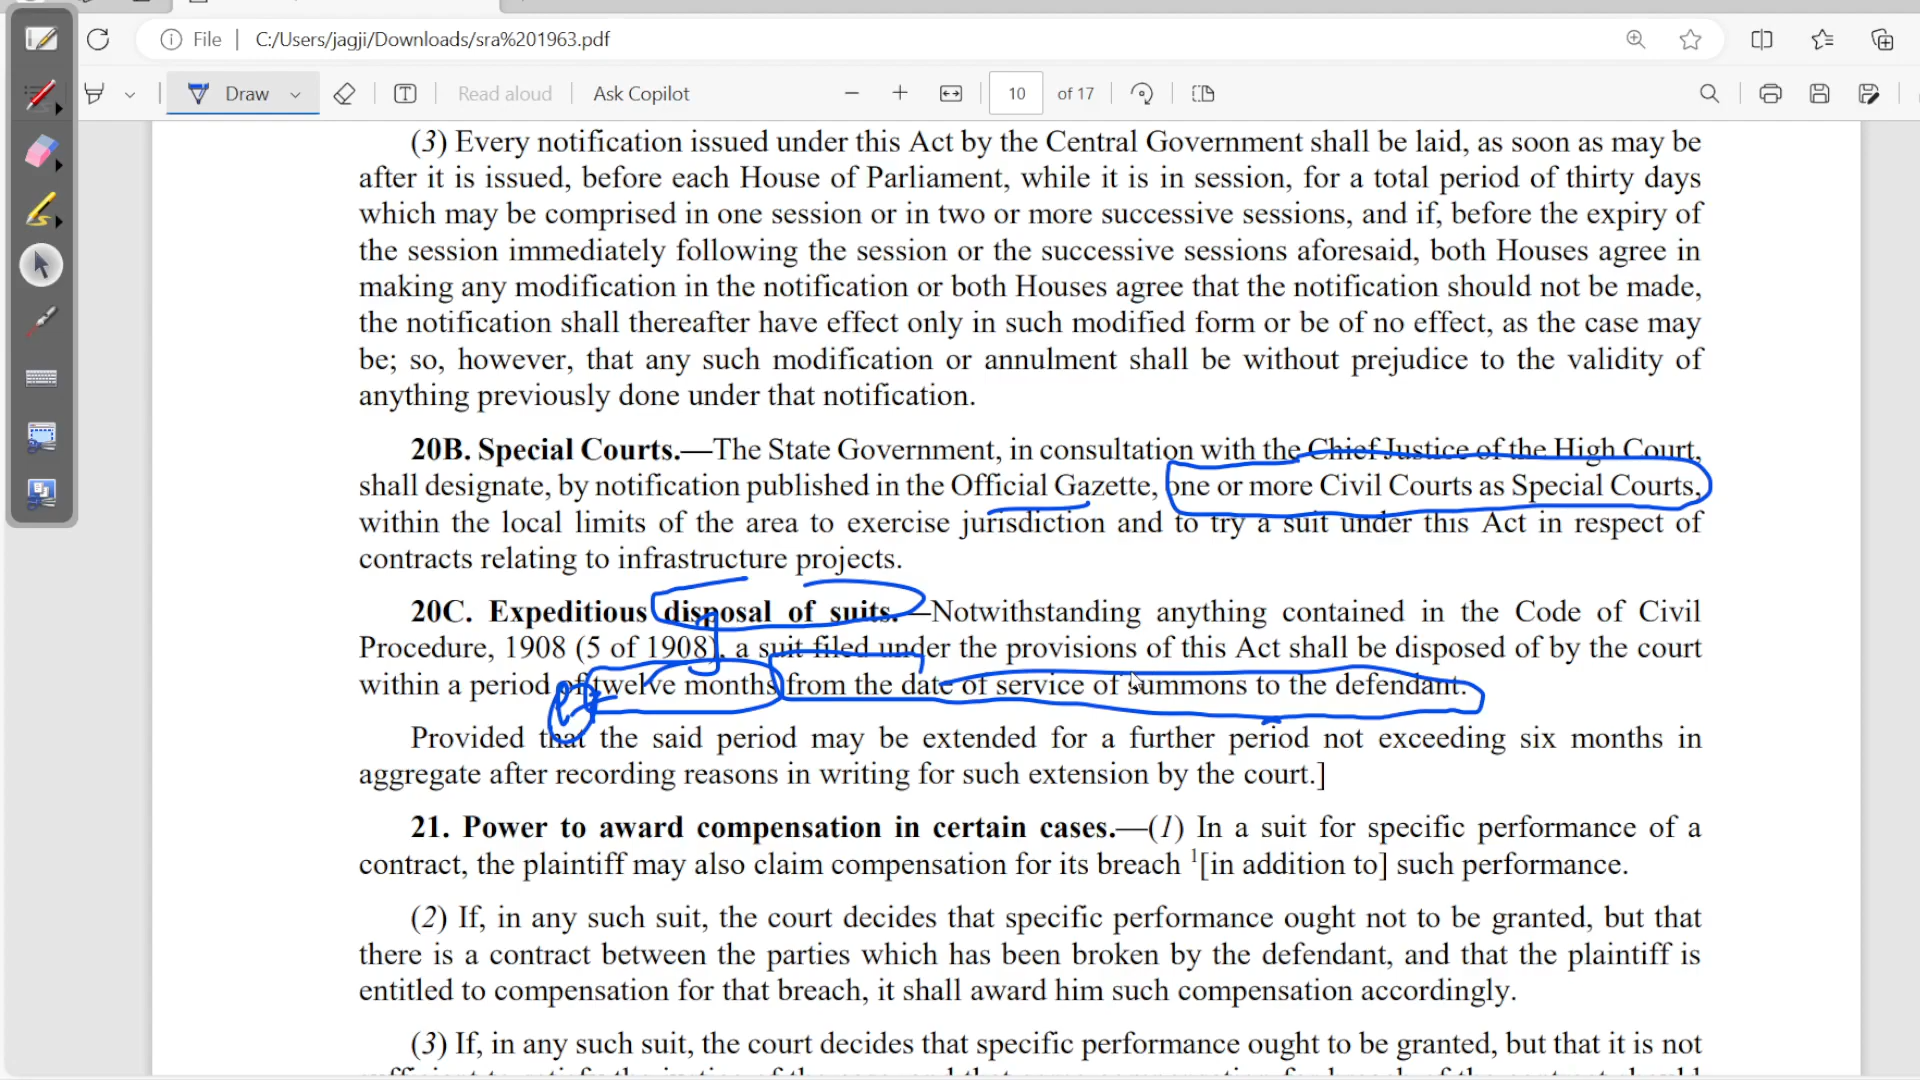 File | C:/Users/jagji/Downloads/sra%201963.pdf
Draw Read aloud Ask Copilot 10 of 17
(3) Every notification issued under this Act by the Central Government shall be laid, as soon as may be
after it is issued, before each House of Parliament, while it is in session, for a total period of thirty days
which may be comprised in one session or in two or more successive sessions, and if, before the expiry of
the session immediately following the session or the successive sessions aforesaid, both Houses agree in
making any modification in the notification or both Houses agree that the notification should not be made,
the notification shall thereafter have effect only in such modified form or be of no effect, as the case may
be; so, however, that any such modification or annulment shall be without prejudice to the validity of
anything previously done under that notification.
20B. Special Courts.—The State Government, in consultation with the Chief Justice of the High Court,
shall designate, by notification published in the Official Gazette, one or more Civil Courts as Special Courts,
within the local limits of the area to exercise jurisdiction and to try a suit under this Act in respect of
contracts relating to infrastructure projects.
20C. Expeditious disposal of suits.—Notwithstanding anything contained in the Code of Civil
Procedure, 1908 (5 of 1908), a suit filed under the provisions of this Act shall be disposed of by the court
within a period of twelve months from the date of service of summons to the defendant:
Provided that the said period may be extended for a further period not exceeding six months in
aggregate after recording reasons in writing for such extension by the court.]
21. Power to award compensation in certain cases.—(1) In a suit for specific performance of a
contract, the plaintiff may also claim compensation for its breach 1[in addition to] such performance.
(2) If, in any such suit, the court decides that specific performance ought not to be granted, but that
there is a contract between the parties which has been broken by the defendant, and that the plaintiff is
entitled to compensation for that breach, it shall award him such compensation accordingly.
(3) If, in any such suit, the court decides that specific performance ought to be granted, but that it is not